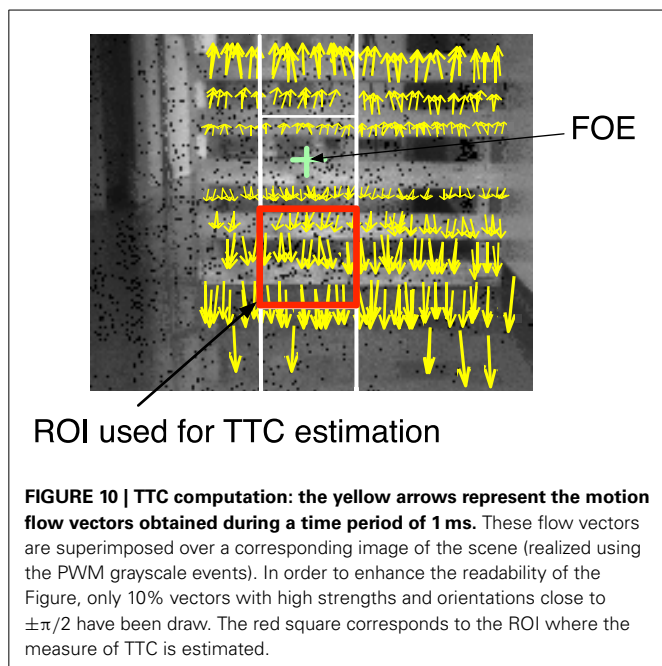 FOE
ROI used for TTC estimation
FIGURE 10 | TTC computation: the yellow arrows represent the motion
flow vectors obtained during a time period of 1 ms. These flow vectors
are superimposed over a corresponding image of the scene (realized using
the PWM grayscale events). In order to enhance the readability of the
Figure, only 10% vectors with high strengths and orientations close to
±π/2 have been draw. The red square corresponds to the ROI where the
measure of TTC is estimated.